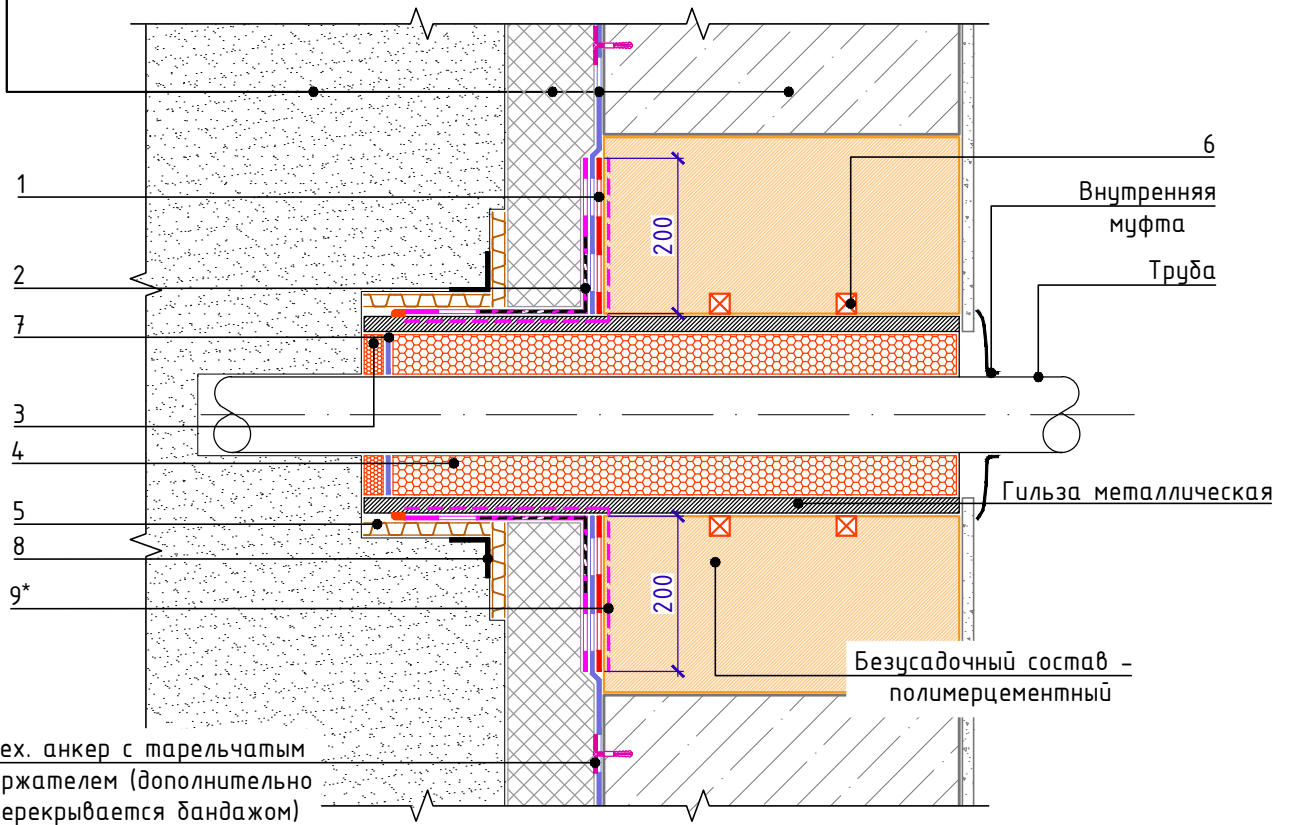 1
6
Внутренняя
муфта
200
2
Труба
7
3
4
Гильза металлическая
5
8
9*
200
Безусадочный состав -
полимерцементный
ех. анкер с тарельчатым
ржателем (дополнительно
ерекрывается бандажом)